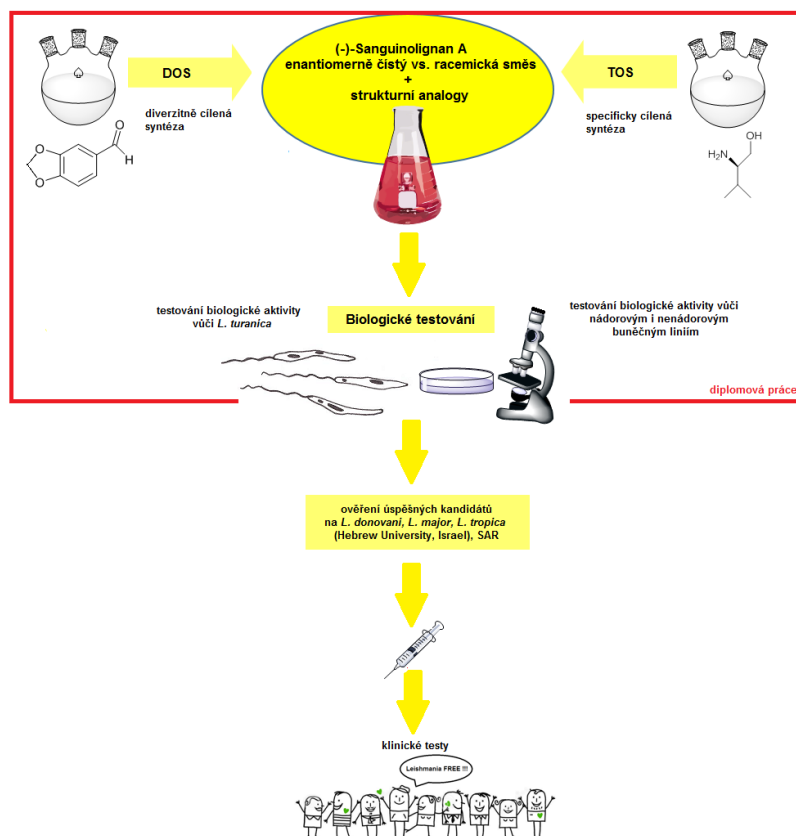 (-)-Sanguinolignan A
enantiomerně čistý vs. racemická směs
+
strukturní analogy
DOS
diverzitně cílená
syntéza
TOS
specificky cílená
syntéza
O
O
O
H
OH
H₂N
testování biologické aktivity
vůči L. turanica
Biologické testování
testování biologické aktivity vůči
nádorovým i nenádorovým
buněčným liniím
diplomová práce
ověření úspěšných kandidátů
na L. donovani, L. major, L. tropica
(Hebrew University, Israel), SAR
klinické testy
Leishmania FREE !!!